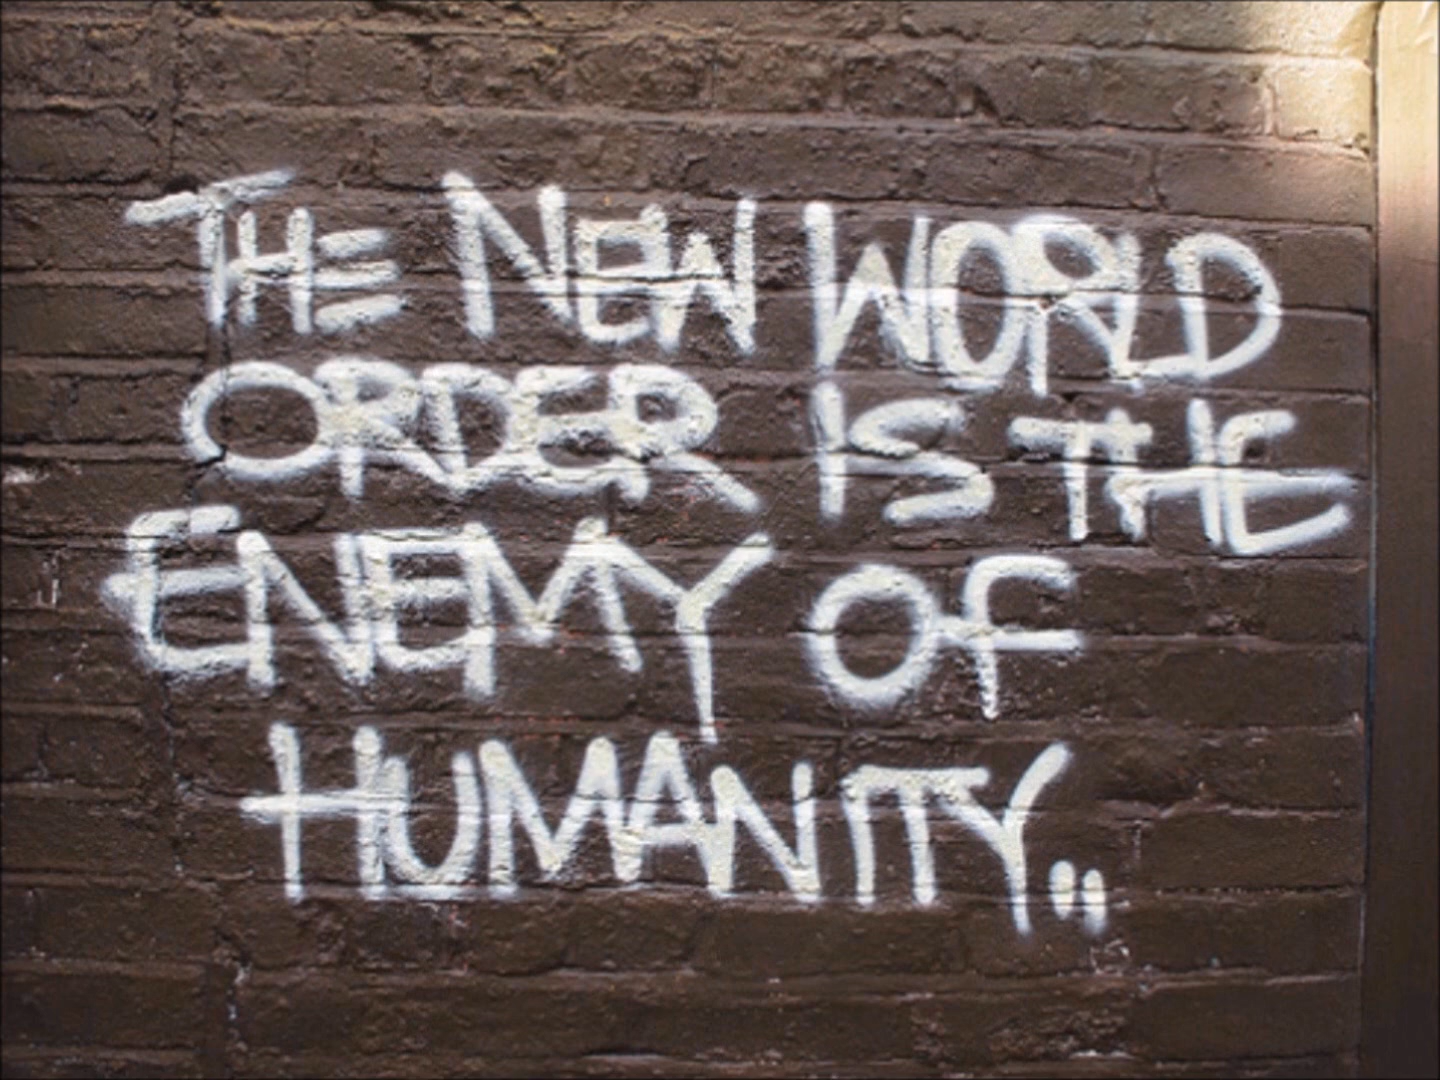 THE NEW WORLD
ORDER IS THE
ENEMY OF
HUMANITY..